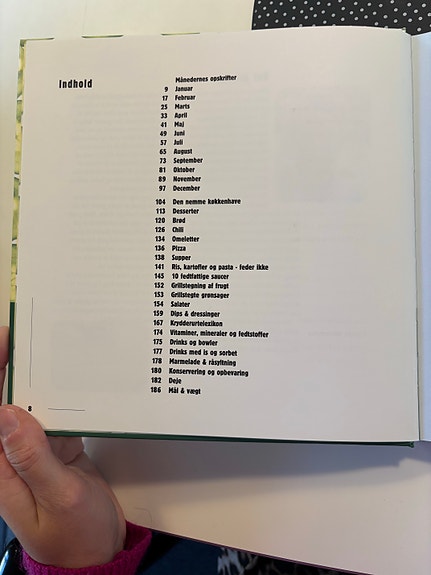 Indhold
Månedernes opskrifter
9 Januar
17 Februar
25 Marts
33 April
41 Maj
49 Juni
57 Juli
65 August
73 September
81 Oktober
89 November
97 December
104 Den nemme køkkenhave
113 Desserter
120 Brød
126 Chili
134 Omeletter
136 Pizza
138 Supper
141 Ris, kartofler og pasta - feder ikke
145 10 fedtfattige saucer
152 Grillstegning af frugt
153 Grillstegte grønsager
154 Salater
159 Dips & dressinger
167 Krydderurtelexikon
174 Vitaminer, mineraler og fedtstoffer
175 Drinks og bowler
177 Drinks med is og sorbet
178 Marmelade & råsyltning
180 Konservering og opbevaring
182 Deje
186 Mål & vægt
8